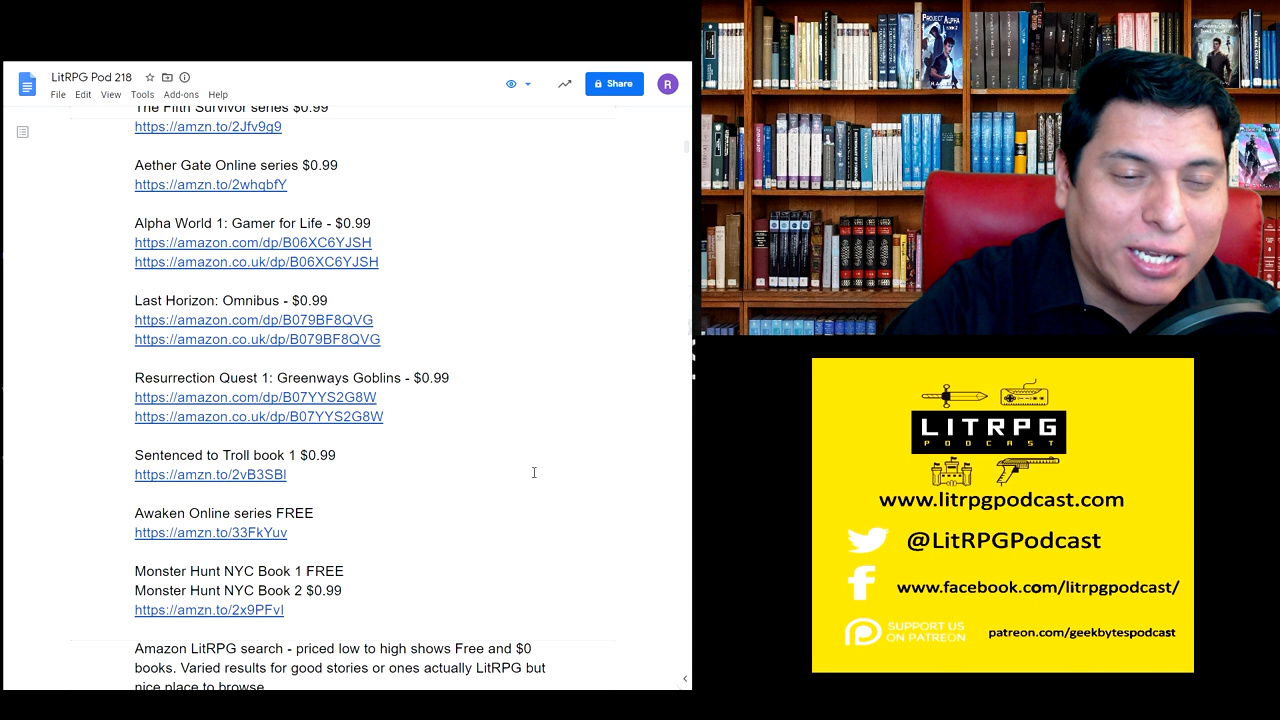 LitRPG Pod 218
File Edit View Tools Add-ons Help
Share
R
The Fifth Survivor series $0.99
https://amzn.to/2Jfv9q9
Aether Gate Online series $0.99
https://amzn.to/2whqbfY
Alpha World 1: Gamer for Life - $0.99
https://amazon.com/dp/B06XC6YJSH
https://amazon.co.uk/dp/B06XC6YJSH
Last Horizon: Omnibus - $0.99
https://amazon.com/dp/B079BF8QVG
https://amazon.co.uk/dp/B079BF8QVG
Resurrection Quest 1: Greenways Goblins - $0.99
https://amazon.com/dp/B07YYS2G8W
https://amazon.co.uk/dp/B07YYS2G8W
Sentenced to Troll book 1 $0.99
https://amzn.to/2vB3SBl
Awaken Online series FREE
https://amzn.to/33FkYuv
Monster Hunt NYC Book 1 FREE
Monster Hunt NYC Book 2 $0.99
https://amzn.to/2x9PFvI
Amazon LitRPG search - priced low to high shows Free and $0
books. Varied results for good stories or ones actually LitRPG but
nice place to browse
PROJECT ALPHA
LITRPG
PODCAST
www.litrpgpodcast.com
@LitRPGPodcast
www.facebook.com/litrpgpodcast/
SUPPORT US
ON PATREON
patreon.com/geekbytespodcast